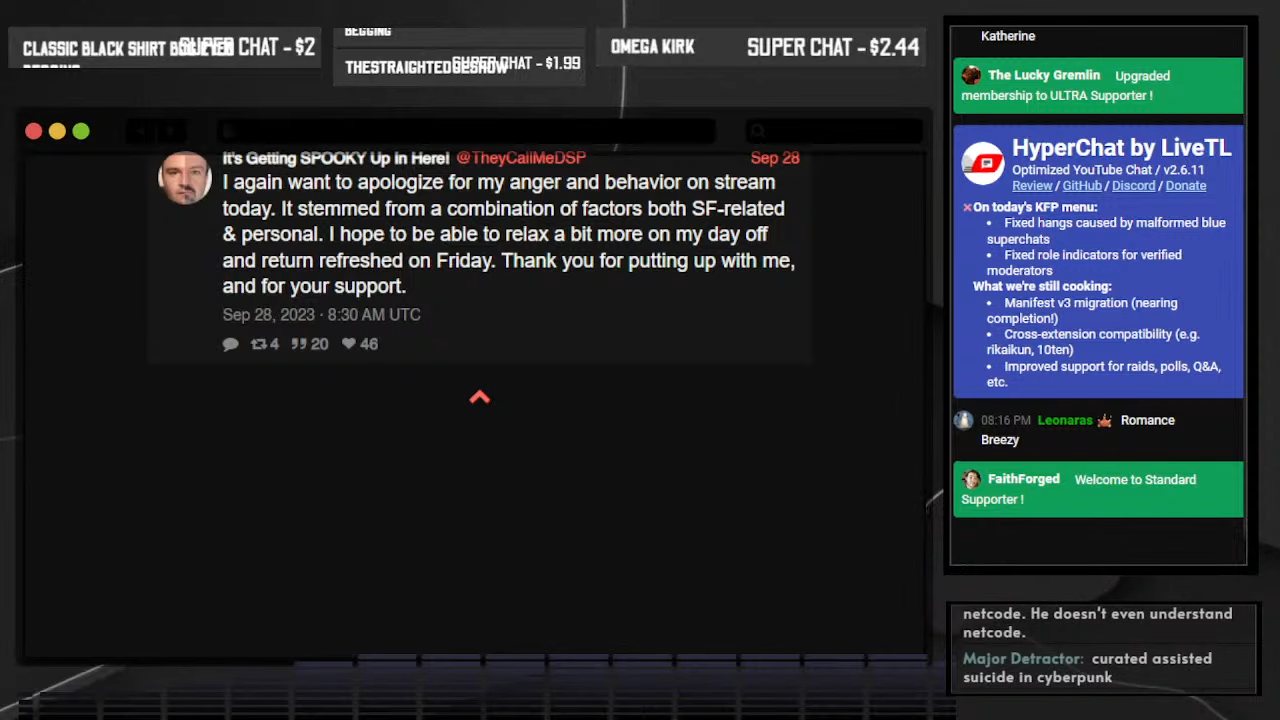 CLASSIC BLACK SHIRT
SUPER CHAT - $2
BEGGING
BEGGING
THESTRAIGHTEDGESHOW
SUPER CHAT - $1.99
OMEGA KIRK
SUPER CHAT - $2.44
It's Getting SPOOKY Up in Here! @TheyCallMeDSP
Sep 28
I again want to apologize for my anger and behavior on stream
today. It stemmed from a combination of factors both SF-related
& personal. I hope to be able to relax a bit more on my day off
and return refreshed on Friday. Thank you for putting up with me,
and for your support.
Sep 28, 2023 · 8:30 AM UTC
4 20 46
Katherine
The Lucky Gremlin Upgraded
membership to ULTRA Supporter !
HyperChat by LiveTL
Optimized YouTube Chat / v2.6.11
Review / GitHub / Discord / Donate
On today's KFP menu:
• Fixed hangs caused by malformed blue
superchats
• Fixed role indicators for verified
moderators
What we're still cooking:
• Manifest v3 migration (nearing
completion!)
• Cross-extension compatibility (e.g.
rikaikun, 10ten)
• Improved support for raids, polls, Q&A,
etc.
08:16 PM Leonaras Romance
Breezy
FaithForged Welcome to Standard
Supporter !
netcode. He doesn't even understand
netcode.
Major Detractor: curated assisted
suicide in cyberpunk